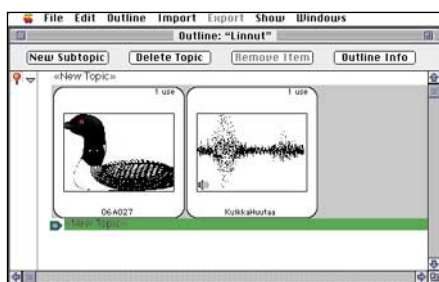 File Edit Outline Import Export Show Windows
Outline: "Linnut"
New Subtopic Delete Topic Remove Item Outline Info
«New Topic»
1 use 1 use
06A027 KuikkaHuutaa
«New Topic»